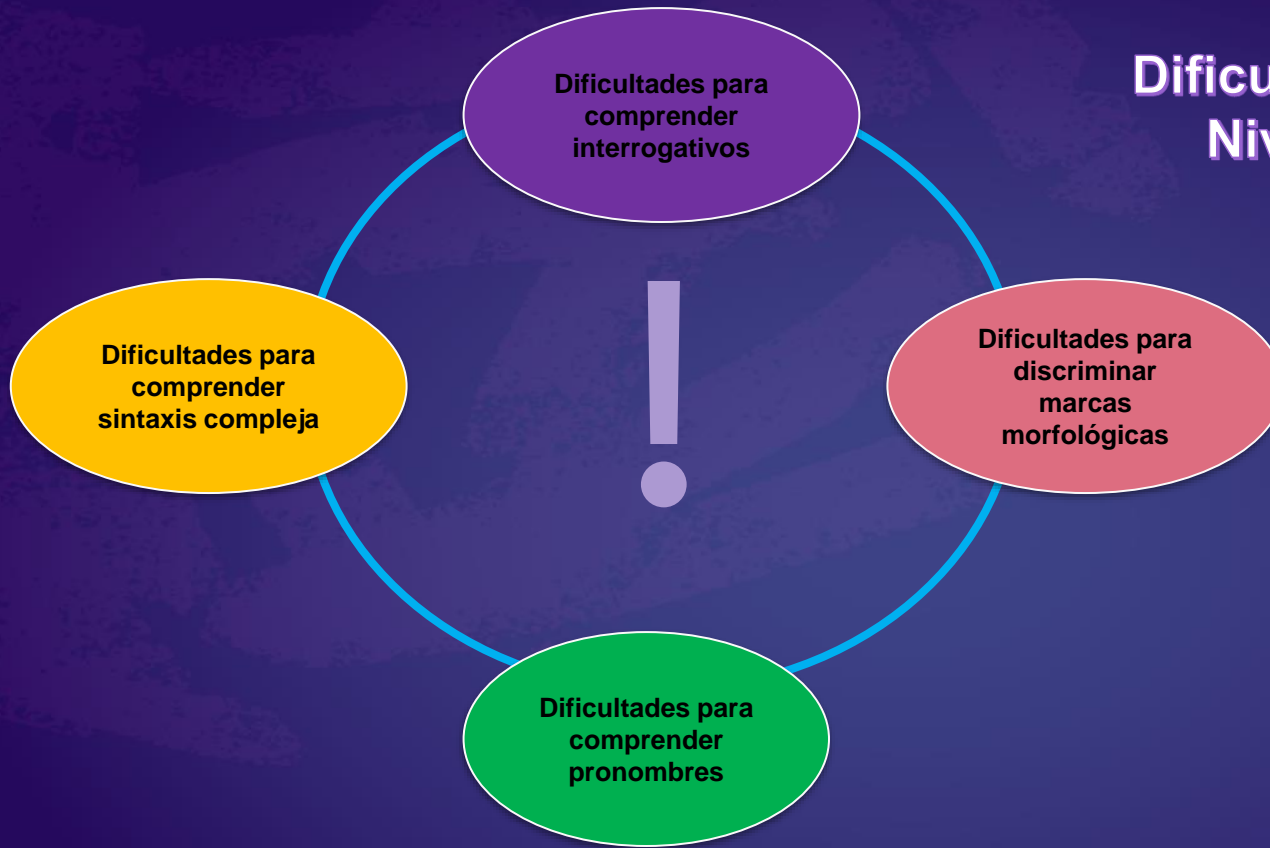 Dificultades para
comprender
interrogativos
Dificultades para
comprender
sintaxis compleja
!
Dificultades para
discriminar
marcas
morfológicas
Dificultades para
comprender
pronombres